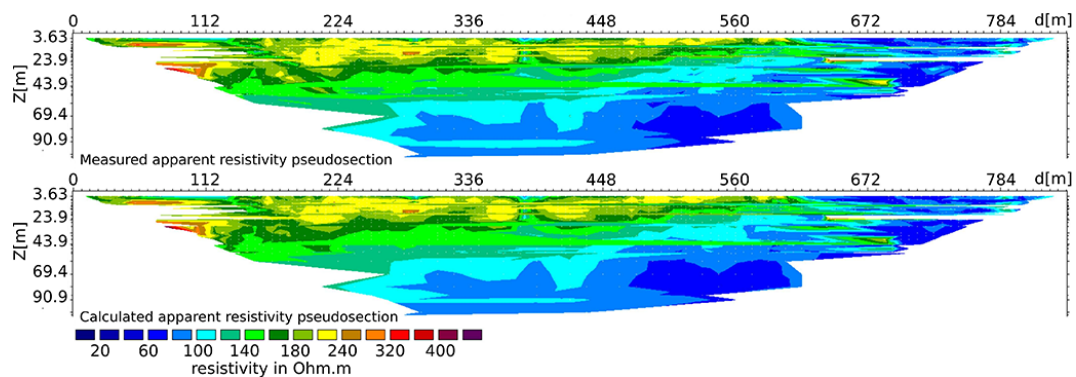 0 112 224 336 448 560 672 784 d[m]
3.63
23.9
43.9
69.4
90.9
Z[m]
Measured apparent resistivity pseudosection
0 112 224 336 448 560 672 784 d[m]
3.63
23.9
43.9
69.4
90.9
Z[m]
Calculated apparent resistivity pseudosection
20 60 100 140 180 240 320 400
resistivity in Ohm.m